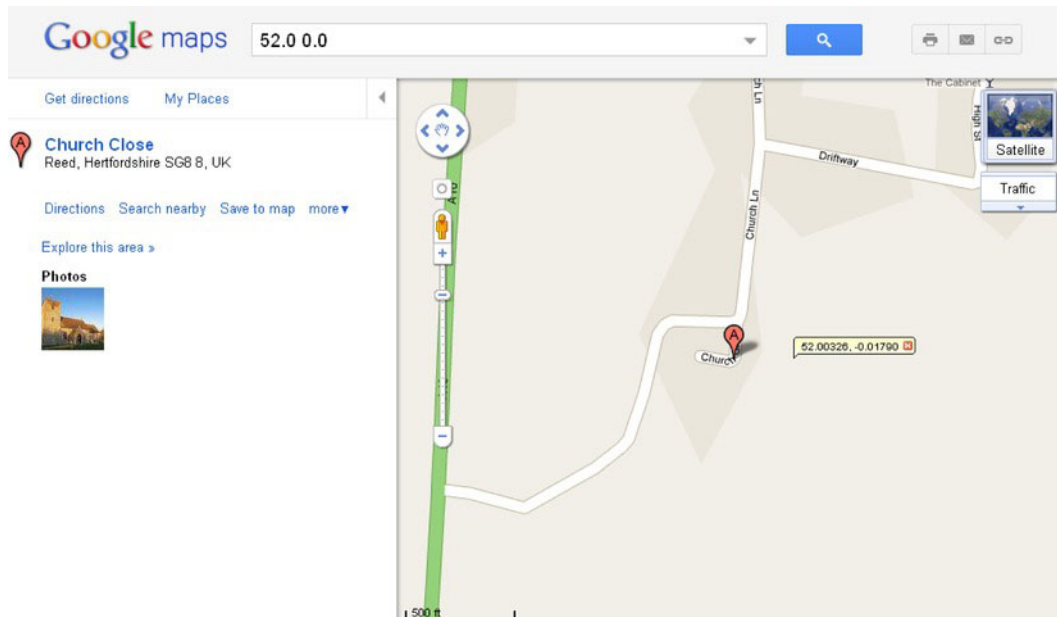 Google maps
52.0 0.0
Get directions My Places
A
Church Close
Reed, Hertfordshire SG8 8, UK
Directions Search nearby Save to map more▾
Explore this area »
Photos
The Cabinet
High St
Satellite
Traffic
Driftway
A10
Church Ln
A
Church
52.00326, -0.01790
500 ft